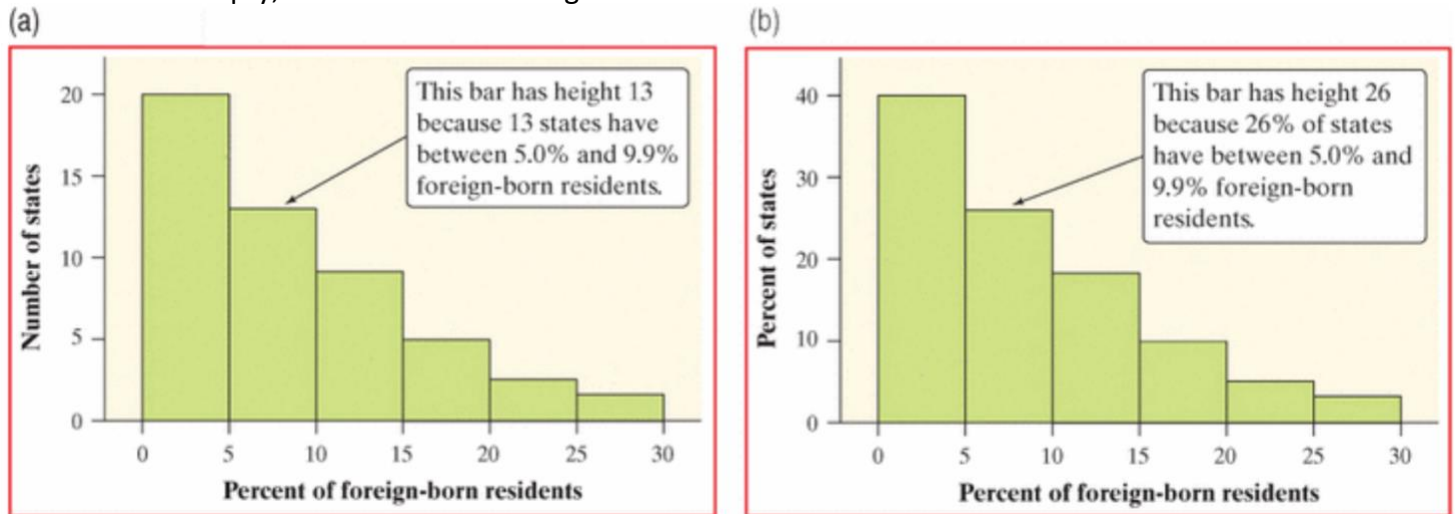 (a)
(b)
This bar has height 13
because 13 states have
between 5.0% and 9.9%
foreign-born residents.
Number of states
20
15
10
5
0
0 5 10 15 20 25 30
Percent of foreign-born residents
This bar has height 26
because 26% of states
have between 5.0% and
9.9% foreign-born
residents.
Percent of states
40
30
20
10
0
0 5 10 15 20 25 30
Percent of foreign-born residents